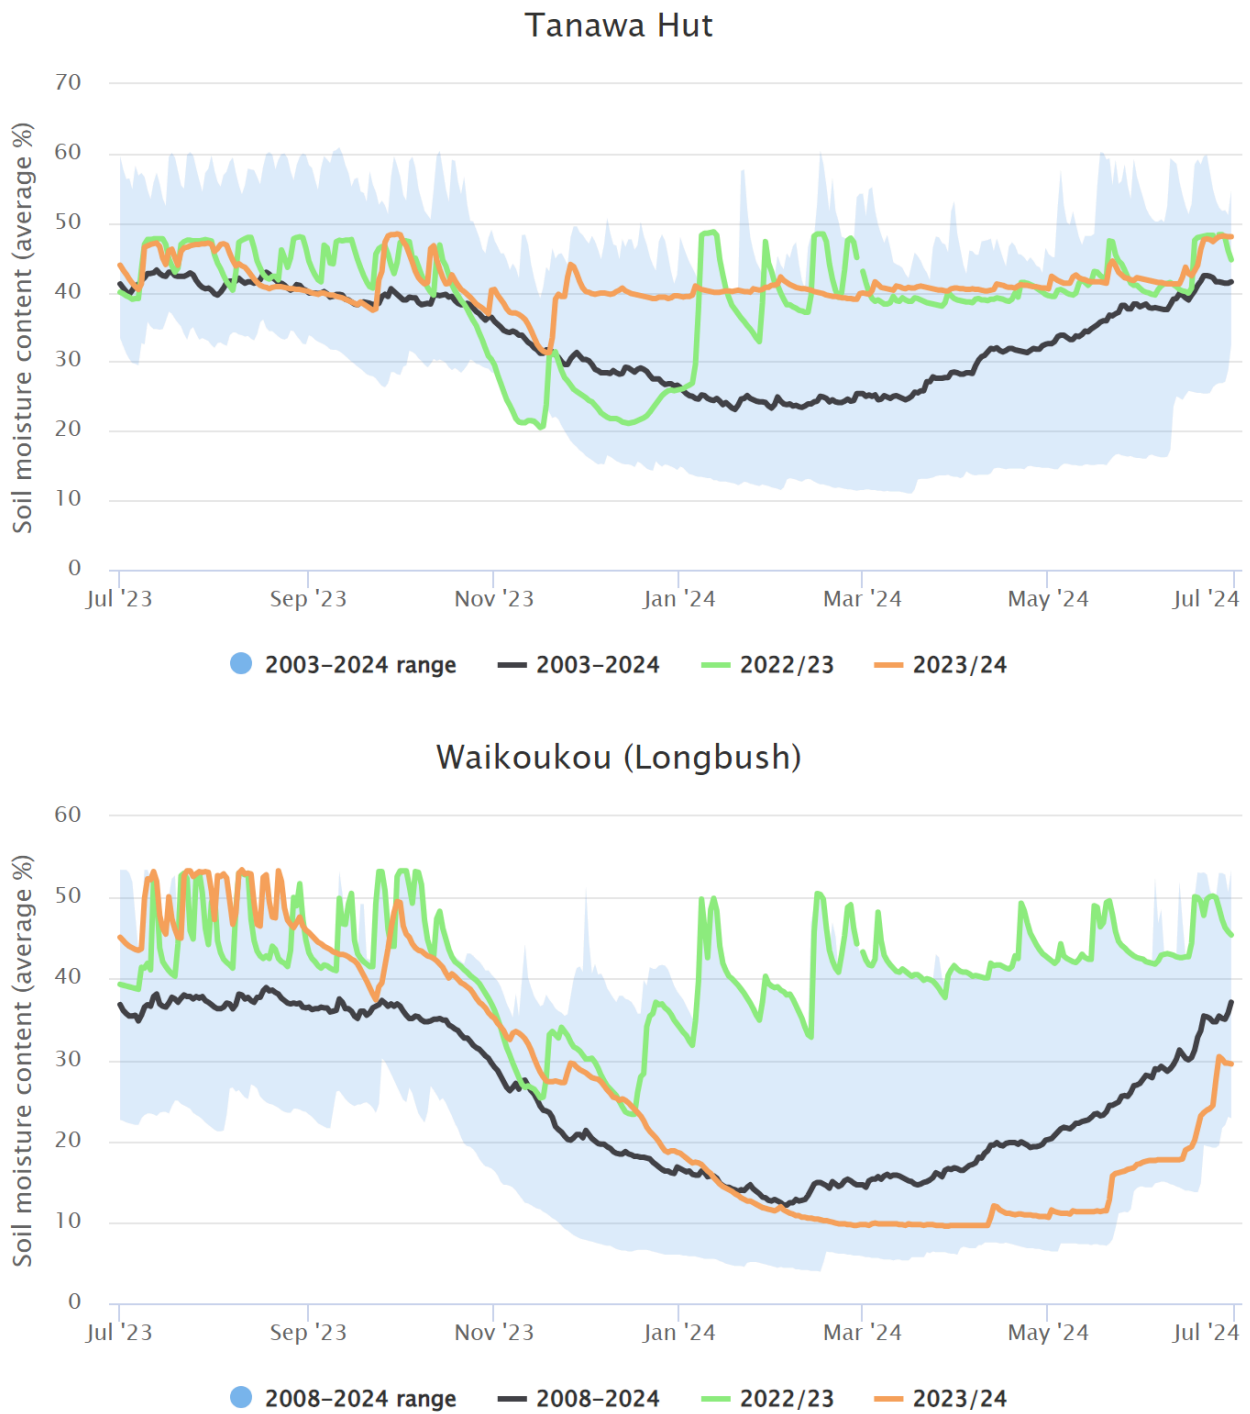 Tanawa Hut
Soil moisture content (average %)
70
60
50
40
30
20
10
0
Jul '23 Sep '23 Nov '23 Jan '24 Mar '24 May '24 Jul '24
2003-2024 range 2003-2024 2022/23 2023/24
Waikoukou (Longbush)
Soil moisture content (average %)
60
50
40
30
20
10
0
Jul '23 Sep '23 Nov '23 Jan '24 Mar '24 May '24 Jul '24
2008-2024 range 2008-2024 2022/23 2023/24